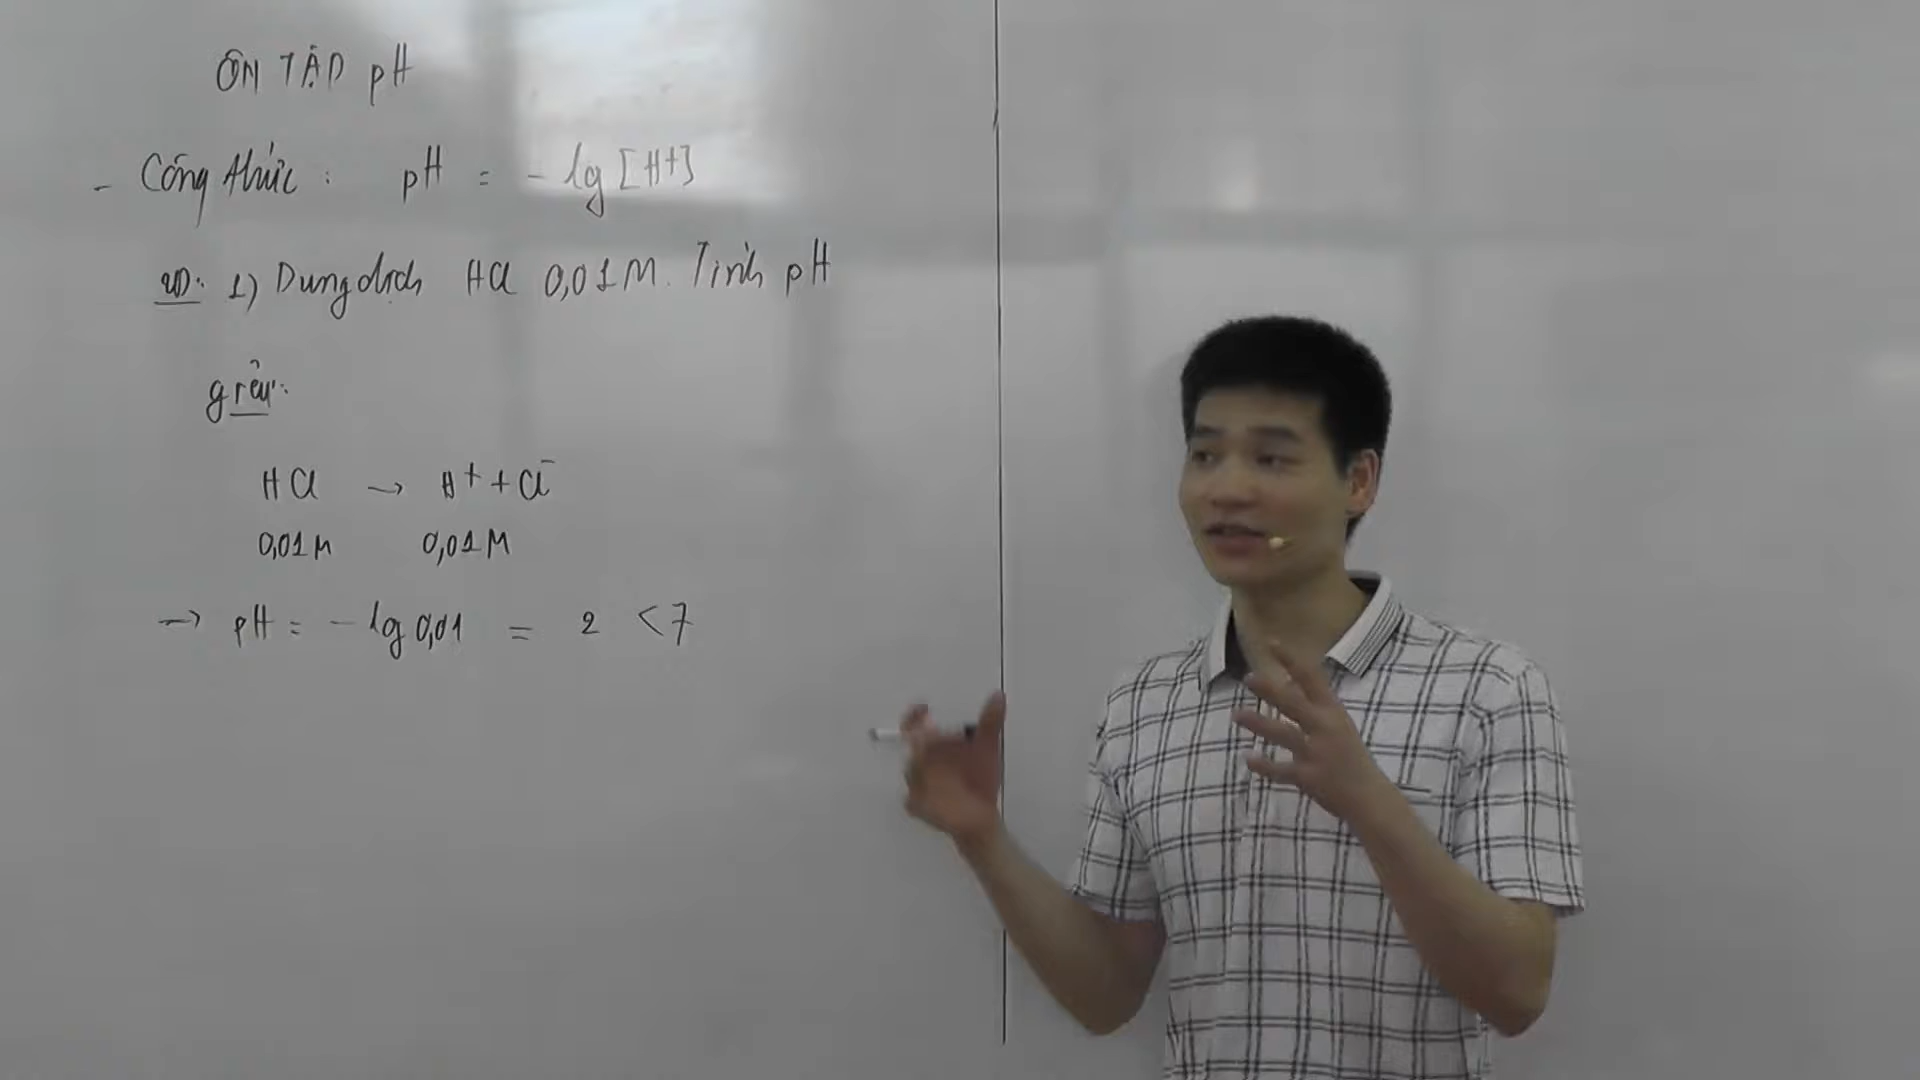 ÔN TẬP pH
- Công thức : pH = - lg [H+]
VD: 1) Dung dịch HCl 0,01M. Tính pH
giải:
HCl → H+ + Cl-
0,01M 0,01M
→ pH = - lg 0,01 = 2 < 7